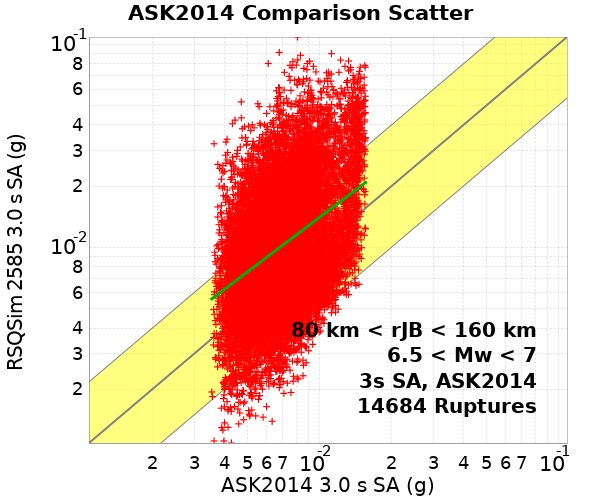 ASK2014 Comparison Scatter
RSQSim 2585 3.0 s SA (g)
10-1
8
6
4
3
2
10-2
8
6
4
3
2
80 km < rJB < 160 km
6.5 < Mw < 7
3s SA, ASK2014
14684 Ruptures
2 3 4 5 6 7 10-2 2 3 4 5 6 7 10-1
ASK2014 3.0 s SA (g)